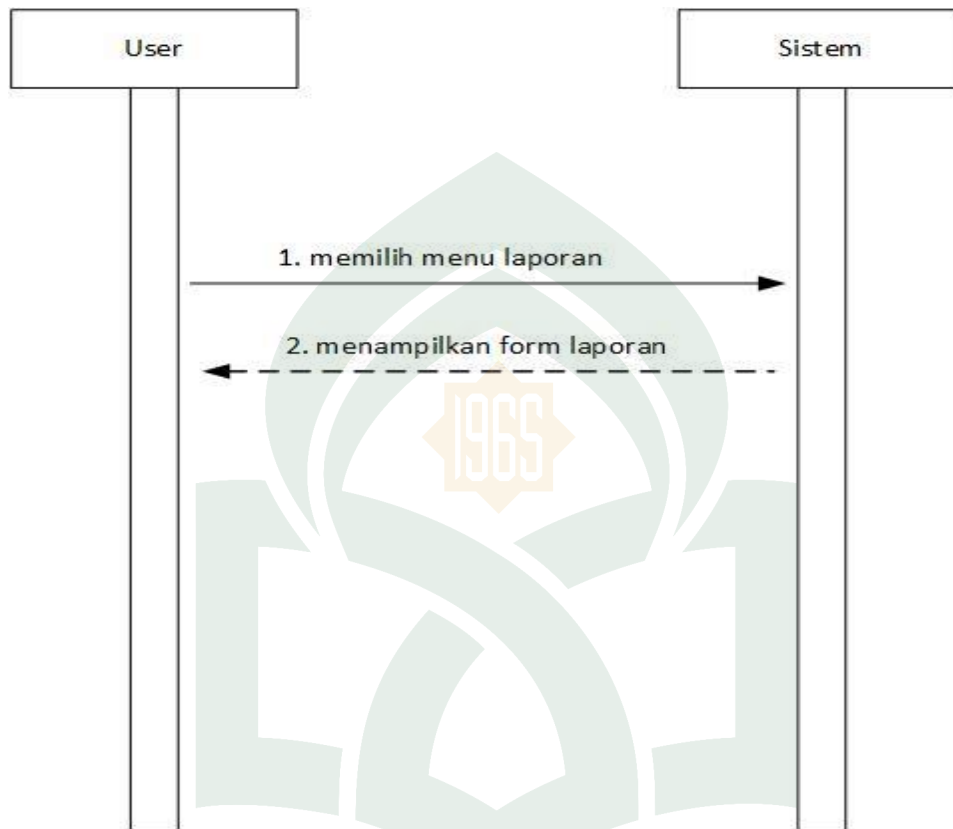 User
Sistem
1. memilih menu laporan
2. menampilkan form laporan
1965